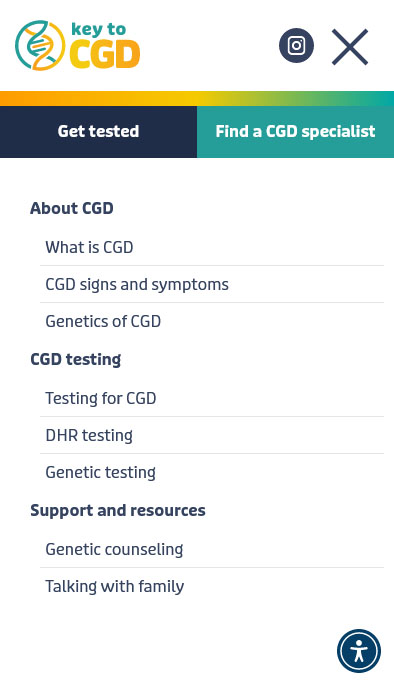 key to
CGD
Get tested
Find a CGD specialist
About CGD
What is CGD
CGD signs and symptoms
Genetics of CGD
CGD testing
Testing for CGD
DHR testing
Genetic testing
Support and resources
Genetic counseling
Talking with family